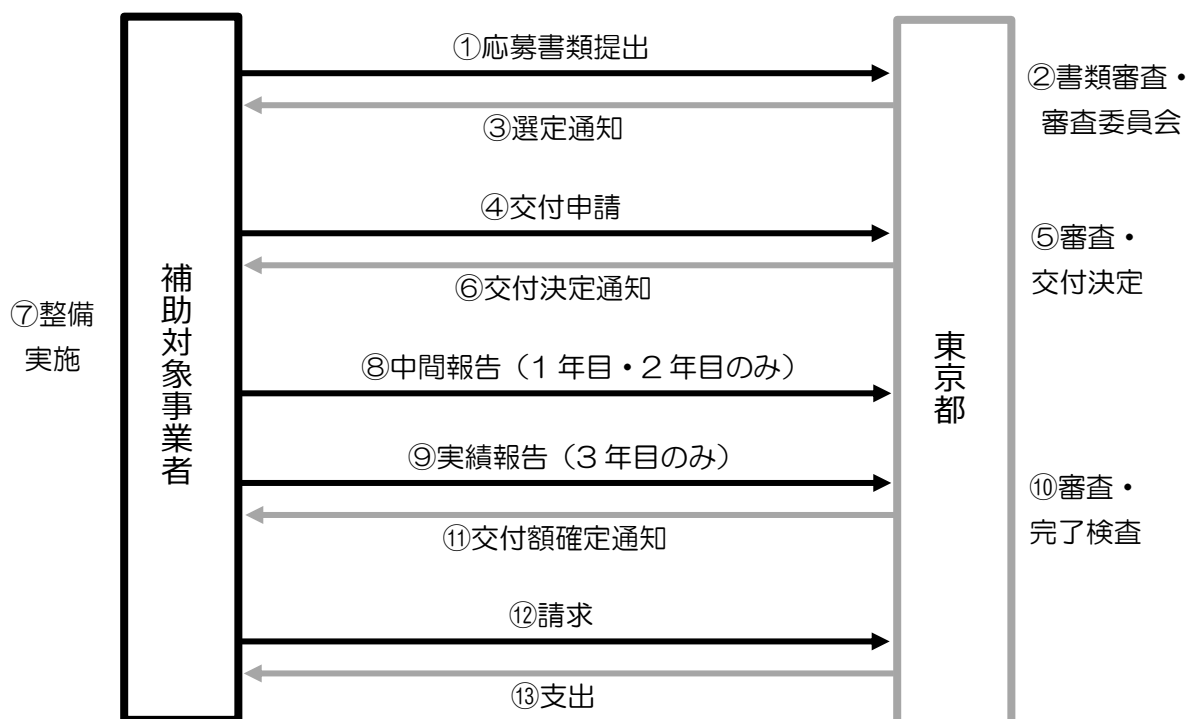 ①応募書類提出
②書類審査・
審査委員会
③選定通知
④交付申請
⑤審査・
交付決定
⑥交付決定通知
補助対象事業者
⑦整備
実施
東京都
⑧中間報告（1年目・2年目のみ）
⑨実績報告（3年目のみ）
⑩審査・
完了検査
⑪交付額確定通知
⑫請求
⑬支出